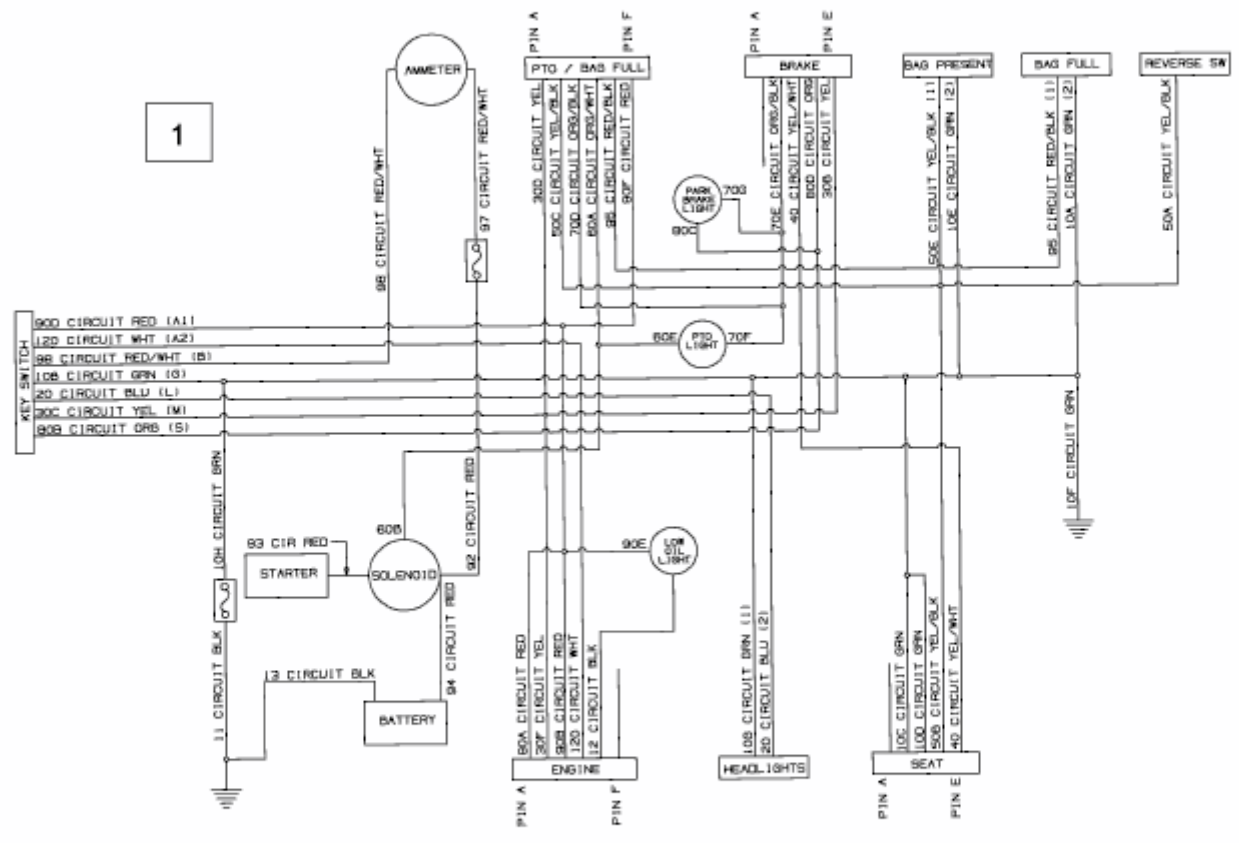 PIN A
PIN F
PIN A
PIN E
AMMETER
PTO / BAG FULL
BRAKE
BAG PRESENT
BAG FULL
REVERSE SW
1
98 CIRCUIT RED/WHT
97 CIRCUIT RED/WHT
30D CIRCUIT YEL
50C CIRCUIT YEL/BLK
70D CIRCUIT ORG/BLK
60A CIRCUIT ORG/WHT
95 CIRCUIT RED/BLK
90F CIRCUIT RED
70E CIRCUIT ORG/BLK
40 CIRCUIT YEL/WHT
80D CIRCUIT ORG
30B CIRCUIT YEL
50E CIRCUIT YEL/BLK (1)
10E CIRCUIT GRN (2)
95 CIRCUIT RED/BLK (1)
10A CIRCUIT GRN (2)
50A CIRCUIT YEL/BLK
PARK BRAKE LIGHT
70G
80C
KEY SWITCH
90D CIRCUIT RED (A1)
12D CIRCUIT WHT (A2)
98 CIRCUIT RED/WHT (B)
10B CIRCUIT GRN (G)
20 CIRCUIT BLU (L)
30C CIRCUIT YEL (M)
80B CIRCUIT ORG (S)
60E
PTO LIGHT
70F
10F CIRCUIT GRN
10H CIRCUIT GRN
92 CIRCUIT RED
60B
93 CIR RED
STARTER
SOLENOID
90E
LOW OIL LIGHT
94 CIRCUIT RED
11 CIRCUIT BLK
13 CIRCUIT BLK
BATTERY
80A CIRCUIT RED
30F CIRCUIT YEL
90B CIRCUIT RED
12D CIRCUIT WHT
12 CIRCUIT BLK
10B CIRCUIT GRN (1)
20 CIRCUIT BLU (2)
10C CIRCUIT GRN
10D CIRCUIT GRN
50B CIRCUIT YEL/BLK
40 CIRCUIT YEL/WHT
ENGINE
HEADLIGHTS
SEAT
PIN A
PIN F
PIN A
PIN E